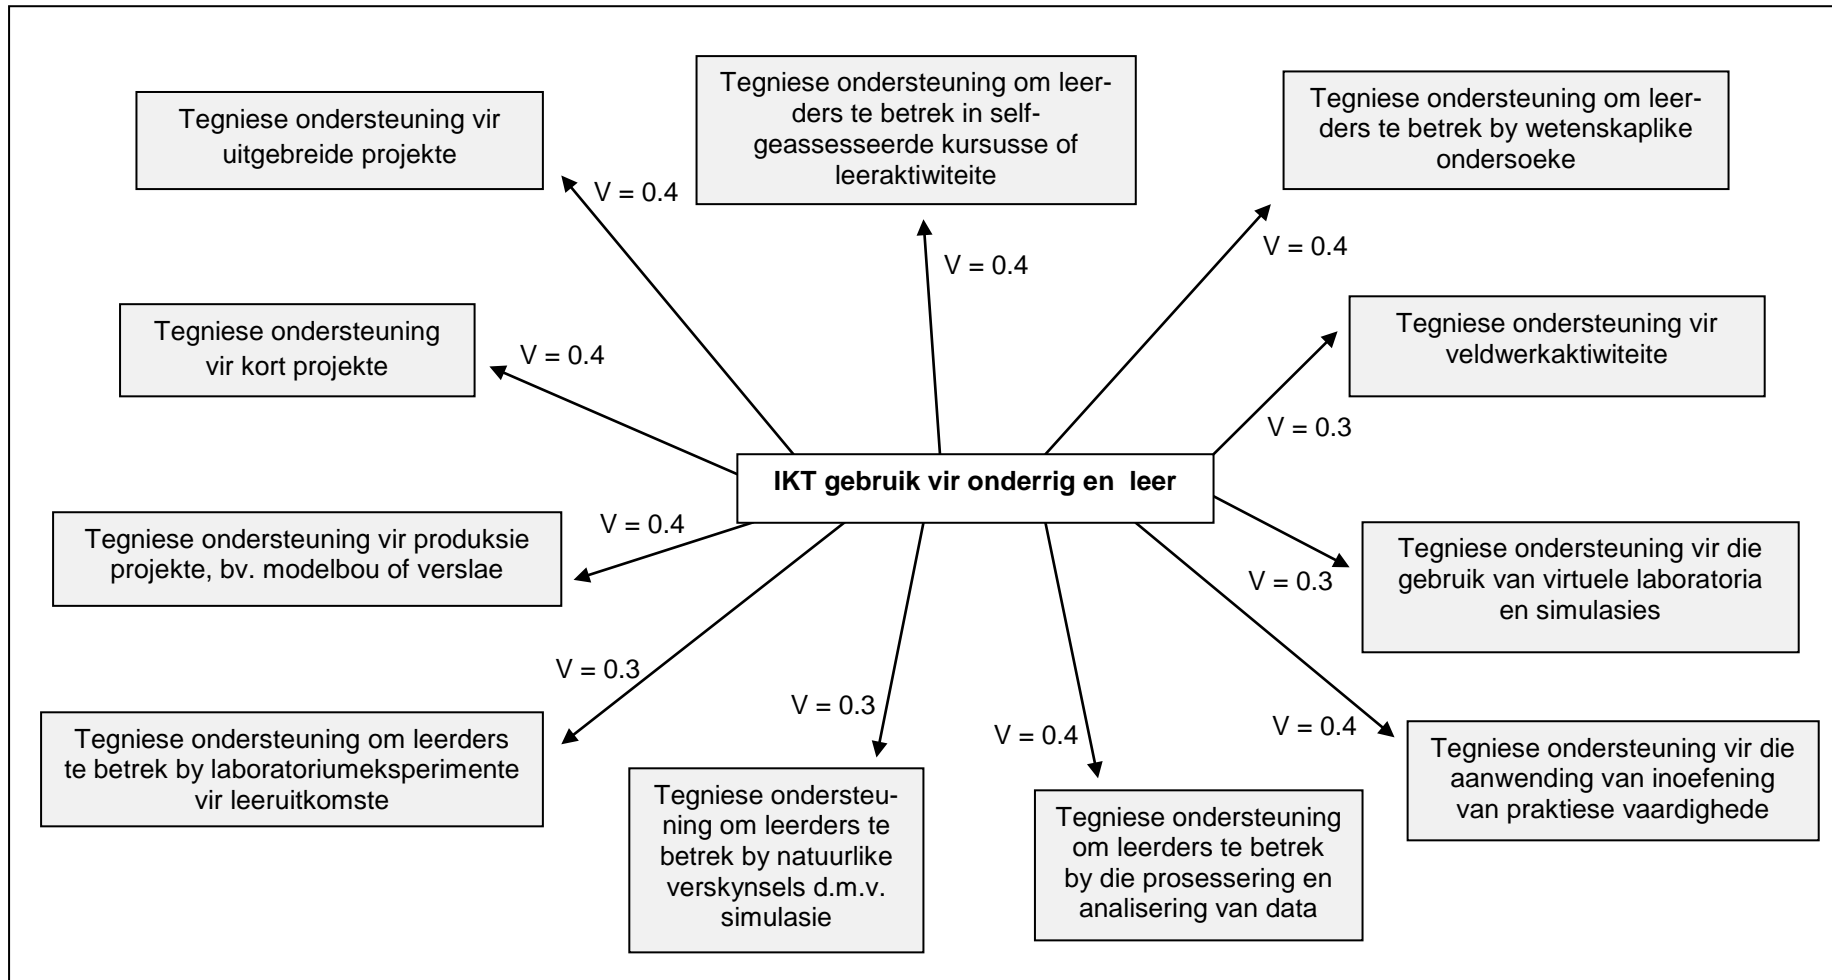 Tegniese ondersteuning vir
uitgebreide projekte
V = 0.4
Tegniese ondersteuning om leer-
ders te betrek in self-
geassesseerde kursusse of
leeraktiwiteite
V = 0.4
Tegniese ondersteuning om leer-
ders te betrek by wetenskaplike
ondersoeke
V = 0.4
Tegniese ondersteuning
vir kort projekte
V = 0.4
Tegniese ondersteuning vir
veldwerkaktiwiteite
V = 0.3
IKT gebruik vir onderrig en  leer
Tegniese ondersteuning vir produksie
projekte, bv. modelbou of verslae
V = 0.4
Tegniese ondersteuning vir die
gebruik van virtuele laboratoria
en simulasies
V = 0.3
Tegniese ondersteuning om leerders
te betrek by laboratoriumeksperimente
vir leeruitkomste
V = 0.3
Tegniese ondersteu-
ning om leerders te
betrek by natuurlike
verskynsels d.m.v.
simulasie
V = 0.3
Tegniese ondersteuning
om leerders te betrek
by die prosessering en
analisering van data
V = 0.4
Tegniese ondersteuning vir die
aanwending van inoefening
van praktiese vaardighede
V = 0.4